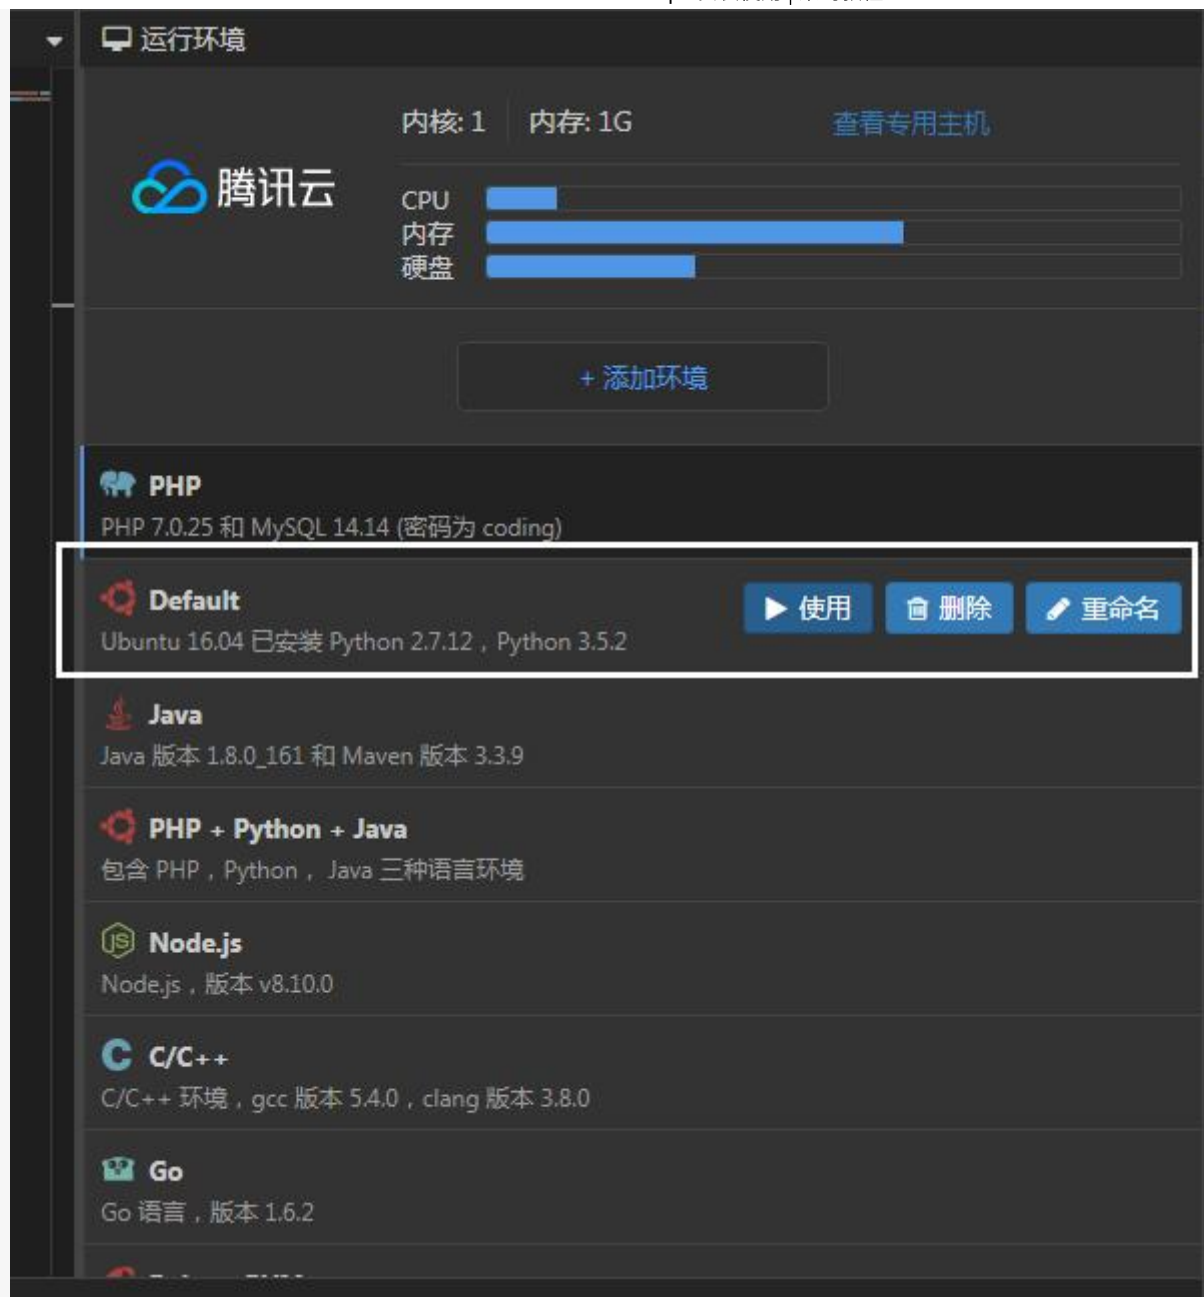 运行环境
内核: 1 内存: 1G 查看专用主机
腾讯云
CPU
内存
硬盘
+ 添加环境
PHP
PHP 7.0.25 和 MySQL 14.14 (密码为 coding)
Default
使用 删除 重命名
Ubuntu 16.04 已安装 Python 2.7.12，Python 3.5.2
Java
Java 版本 1.8.0_161 和 Maven 版本 3.3.9
PHP + Python + Java
包含 PHP，Python， Java 三种语言环境
JS Node.js
Node.js，版本 v8.10.0
C/C++
C/C++ 环境，gcc 版本 5.4.0，clang 版本 3.8.0
Go
Go 语言，版本 1.6.2